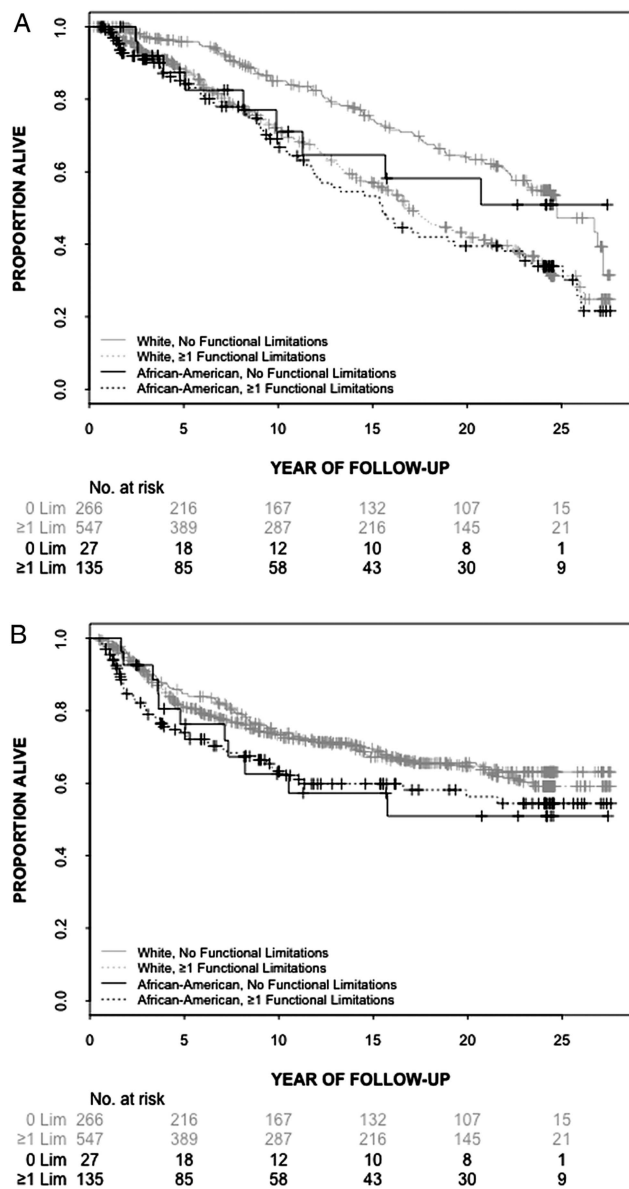 A
PROPORTION ALIVE
1.0
0.8
0.6
0.4
0.2
0.0
White, No Functional Limitations
White, ≥1 Functional Limitations
African-American, No Functional Limitations
African-American, ≥1 Functional Limitations
0 5 10 15 20 25
YEAR OF FOLLOW-UP
No. at risk
0 Lim 266 216 167 132 107 15
≥1 Lim 547 389 287 216 145 21
0 Lim 27 18 12 10 8 1
≥1 Lim 135 85 58 43 30 9
B
PROPORTION ALIVE
1.0
0.8
0.6
0.4
0.2
0.0
White, No Functional Limitations
White, ≥1 Functional Limitations
African-American, No Functional Limitations
African-American, ≥1 Functional Limitations
0 5 10 15 20 25
YEAR OF FOLLOW-UP
No. at risk
0 Lim 266 216 167 132 107 15
≥1 Lim 547 389 287 216 145 21
0 Lim 27 18 12 10 8 1
≥1 Lim 135 85 58 43 30 9